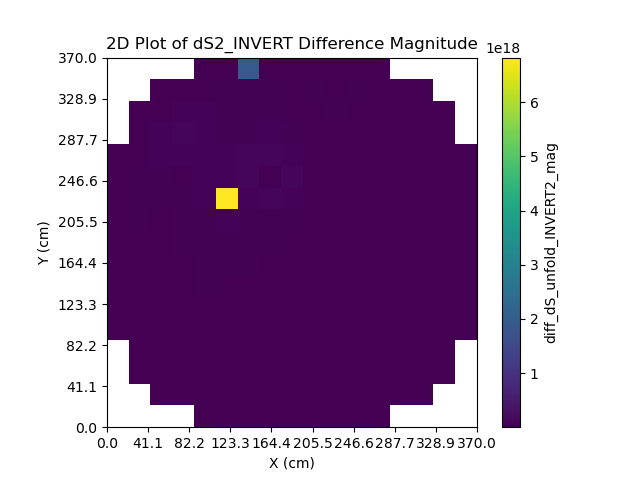 2D Plot of dS2_INVERT Difference Magnitude
1e18
370.0
328.9
287.7
246.6
205.5
164.4
123.3
82.2
41.1
0.0
Y (cm)
0.0 41.1 82.2 123.3 164.4 205.5 246.6 287.7 328.9 370.0
X (cm)
6
5
4
3
2
1
diff_dS_unfold_INVERT2_mag